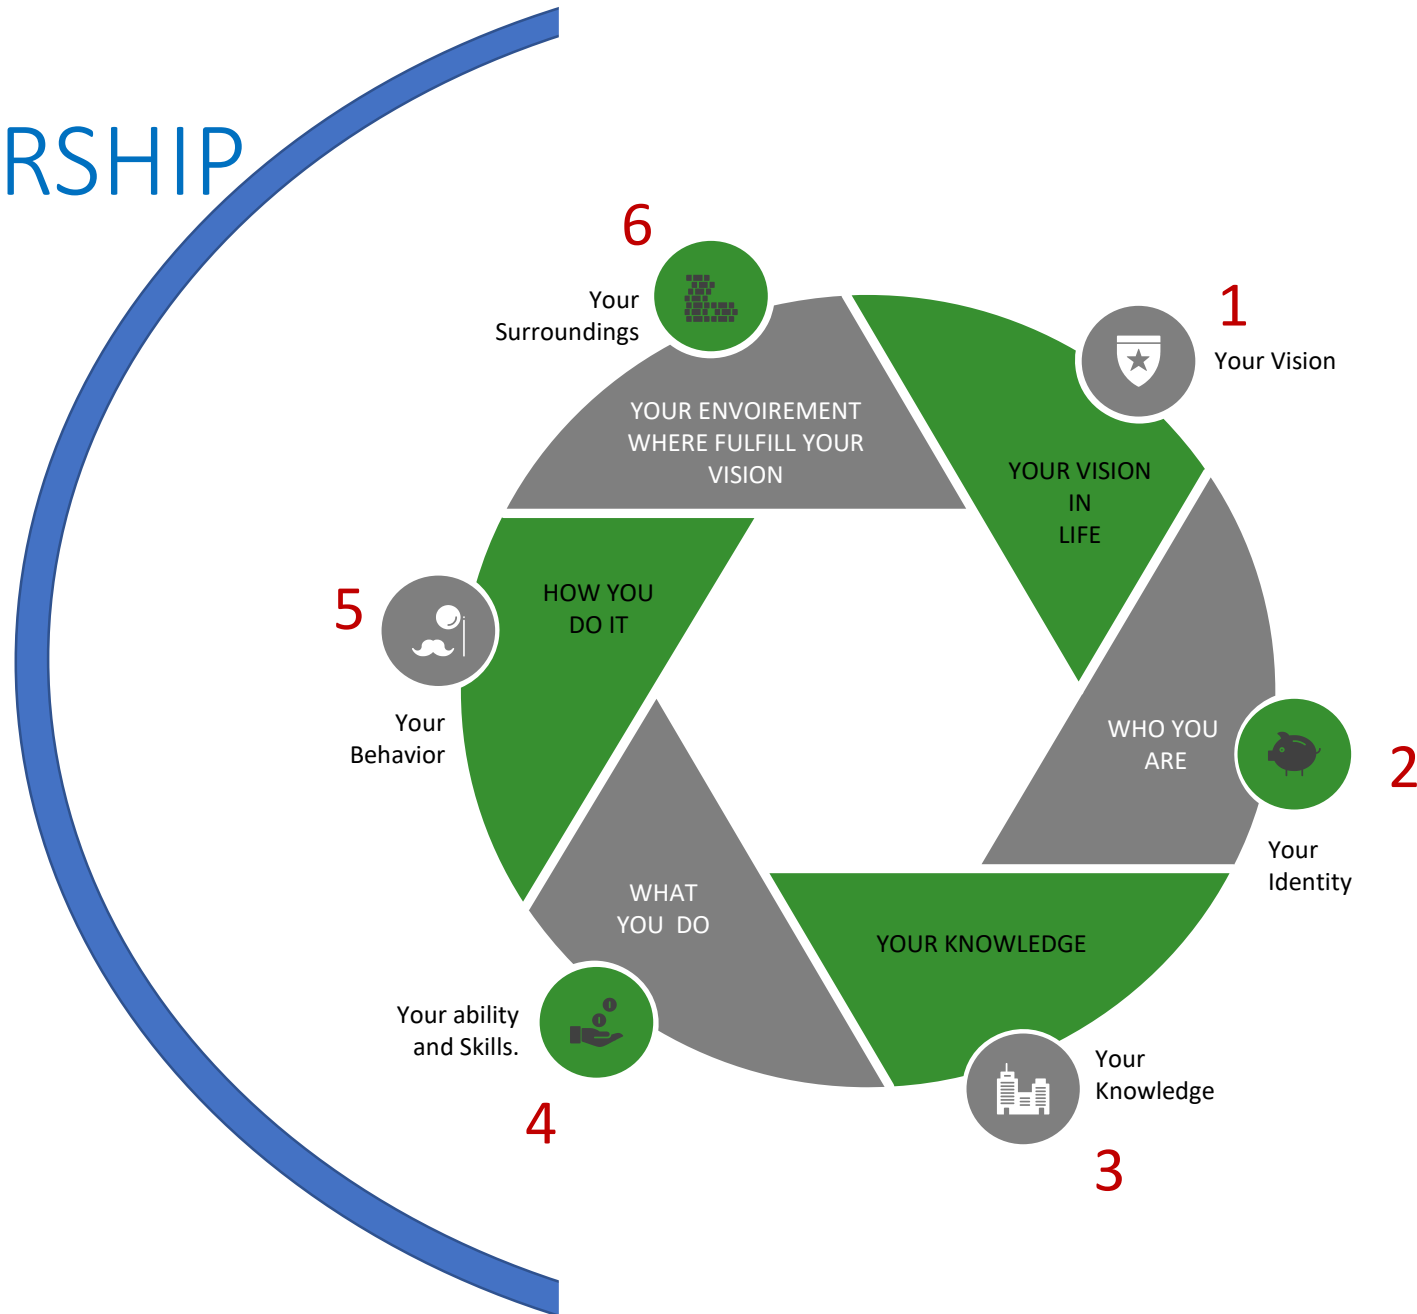 RSHIP
6
Your
Surroundings
YOUR ENVOIREMENT
WHERE FULFILL YOUR
VISION
1
Your Vision
YOUR VISION
IN
LIFE
5
HOW YOU
DO IT
Your
Behavior
WHO YOU
ARE
2
Your
Identity
WHAT
YOU  DO
YOUR KNOWLEDGE
Your ability
and Skills.
4
Your
Knowledge
3